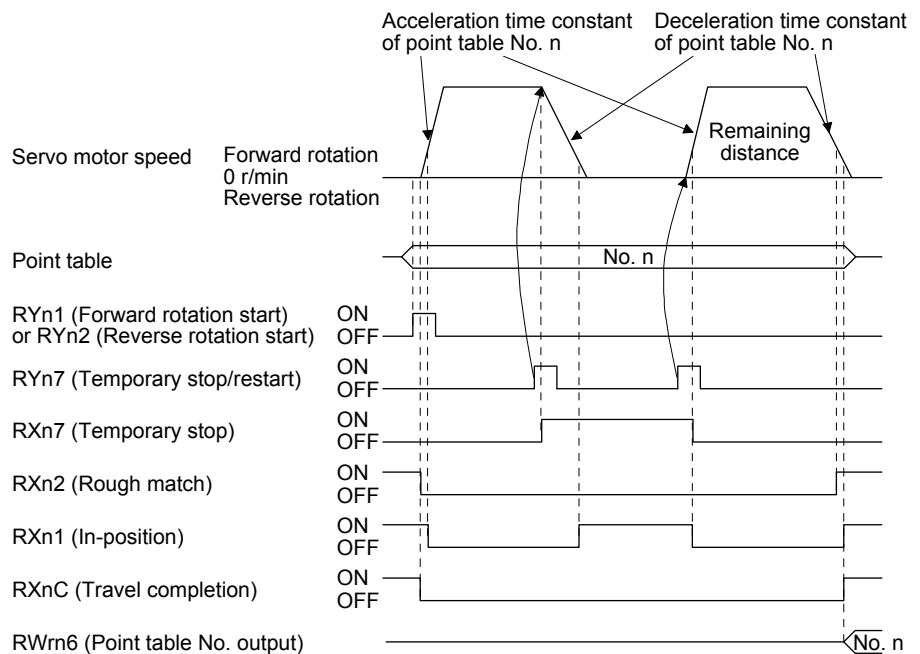 Acceleration time constant
of point table No. n
Deceleration time constant
of point table No. n
Servo motor speed
Forward rotation
0 r/min
Reverse rotation
Remaining
distance
Point table
No. n
RYn1 (Forward rotation start)
or RYn2 (Reverse rotation start)
ON
OFF
RYn7 (Temporary stop/restart)
ON
OFF
RXn7 (Temporary stop)
ON
OFF
RXn2 (Rough match)
ON
OFF
RXn1 (In-position)
ON
OFF
RXnC (Travel completion)
ON
OFF
RWrn6 (Point table No. output)
No. n